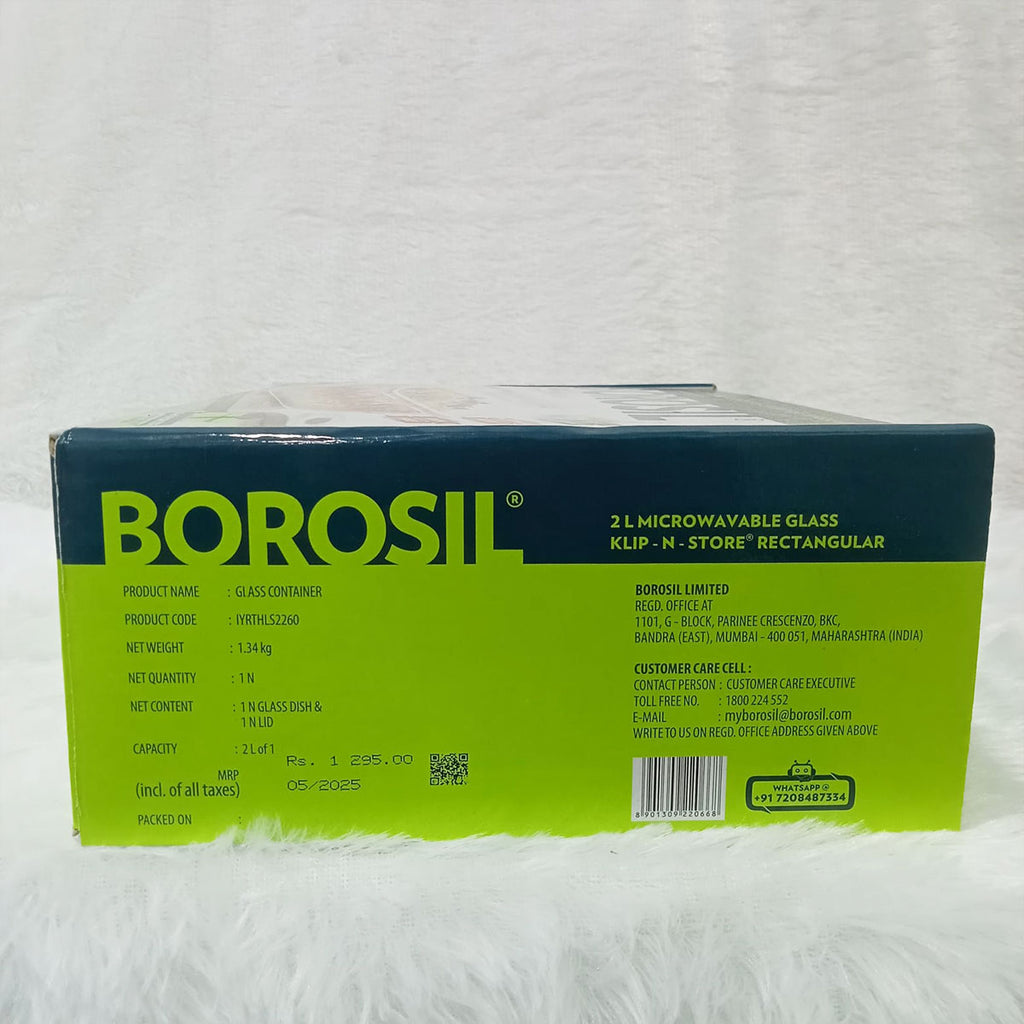 BOROSIL®
2 L MICROWAVABLE GLASS
KLIP - N - STORE® RECTANGULAR
PRODUCT NAME : GLASS CONTAINER
PRODUCT CODE : IYRTHLS2260
NET WEIGHT : 1.34 kg
NET QUANTITY : 1 N
NET CONTENT : 1 N GLASS DISH &
1 N LID
CAPACITY : 2 L of 1
MRP Rs. 1 295.00
(incl. of all taxes) 05/2025
PACKED ON :
BOROSIL LIMITED
REGD. OFFICE AT
1101, G - BLOCK, PARINEE CRESCENZO, BKC,
BANDRA (EAST), MUMBAI - 400 051, MAHARASHTRA (INDIA)
CUSTOMER CARE CELL :
CONTACT PERSON : CUSTOMER CARE EXECUTIVE
TOLL FREE NO. : 1800 224 552
E-MAIL : myborosil@borosil.com
WRITE TO US ON REGD. OFFICE ADDRESS GIVEN ABOVE
8 901309 220668
WHATSAPP @
+91 7208487334